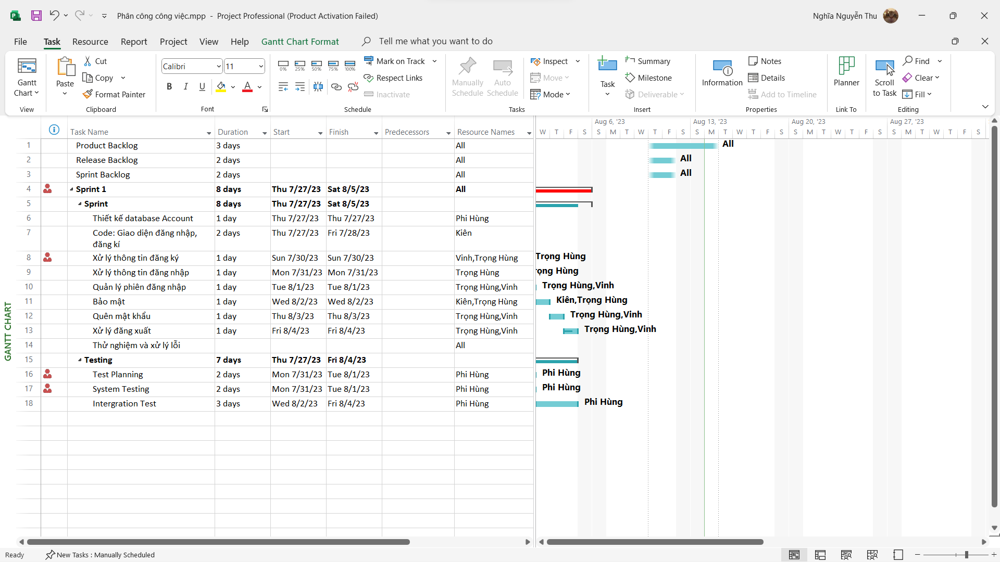 Phân công công việc.mpp - Project Professional (Product Activation Failed)
Nghĩa Nguyễn Thu
File Task Resource Report Project View Help Gantt Chart Format Tell me what you want to do
Gantt Chart
View
Paste
Cut
Copy
Format Painter
Clipboard
Calibri 11
B I U A
Font
0% 25% 50% 75% 100%
Mark on Track
Respect Links
Inactivate
Schedule
Manually Schedule
Auto Schedule
Inspect
Move
Mode
Tasks
Task
Summary
Milestone
Deliverable
Insert
Information
Notes
Details
Add to Timeline
Properties
Planner
Link To
Scroll to Task
Find
Clear
Fill
Editing
GANTT CHART
Task Name Duration Start Finish Predecessors Resource Names
1 Product Backlog 3 days All
2 Release Backlog 2 days All
3 Sprint Backlog 2 days All
4 Sprint 1 8 days Thu 7/27/23 Sat 8/5/23 All
5 Sprint 8 days Thu 7/27/23 Sat 8/5/23
6 Thiết kế database Account 1 day Thu 7/27/23 Thu 7/27/23 Phi Hùng
7 Code: Giao diện đăng nhập, 2 days Thu 7/27/23 Fri 7/28/23 Kiên
đăng kí
8 Xử lý thông tin đăng ký 1 day Sun 7/30/23 Sun 7/30/23 Vinh,Trọng Hùng
9 Xử lý thông tin đăng nhập 1 day Mon 7/31/23 Mon 7/31/23 Trọng Hùng
10 Quản lý phiên đăng nhập 1 day Tue 8/1/23 Tue 8/1/23 Trọng Hùng,Vinh
11 Bảo mật 1 day Wed 8/2/23 Wed 8/2/23 Kiên,Trọng Hùng
12 Quên mật khẩu 1 day Thu 8/3/23 Thu 8/3/23 Trọng Hùng,Vinh
13 Xử lý đăng xuất 1 day Fri 8/4/23 Fri 8/4/23 Trọng Hùng,Vinh
14 Thử nghiệm và xử lý lỗi All
15 Testing 7 days Thu 7/27/23 Fri 8/4/23
16 Test Planning 2 days Mon 7/31/23 Tue 8/1/23 Phi Hùng
17 System Testing 2 days Mon 7/31/23 Tue 8/1/23 Phi Hùng
18 Intergration Test 3 days Wed 8/2/23 Fri 8/4/23 Phi Hùng
Aug 6, '23 Aug 13, '23 Aug 20, '23 Aug 27, '23
W T F S S M T W T F S S M T W T F S S M T W T F S S M T W T F S
All
All
All
Trọng Hùng
rọng Hùng
Trọng Hùng,Vinh
Kiên,Trọng Hùng
Trọng Hùng,Vinh
Trọng Hùng,Vinh
Phi Hùng
Phi Hùng
Phi Hùng
Ready New Tasks : Manually Scheduled